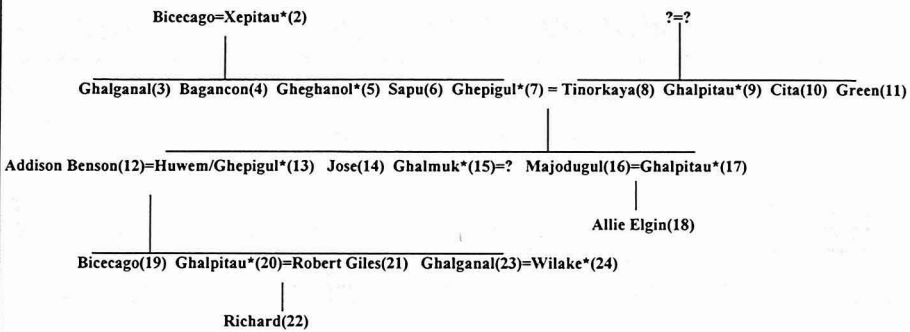 Bicecago=Xepitau*(2) ?=?
Ghalganal(3) Bagancon(4) Gheghanol*(5) Sapu(6) Ghepigul*(7) = Tinorkaya(8) Ghalpitau*(9) Cita(10) Green(11)
Addison Benson(12)=Huwem/Ghepigul*(13) Jose(14) Ghalmuk*(15)=? Majodugul(16)=Ghalpitau*(17)
Allie Elgin(18)
Bicecago(19) Ghalpitau*(20)=Robert Giles(21) Ghalganal(23)=Wilake*(24)
Richard(22)